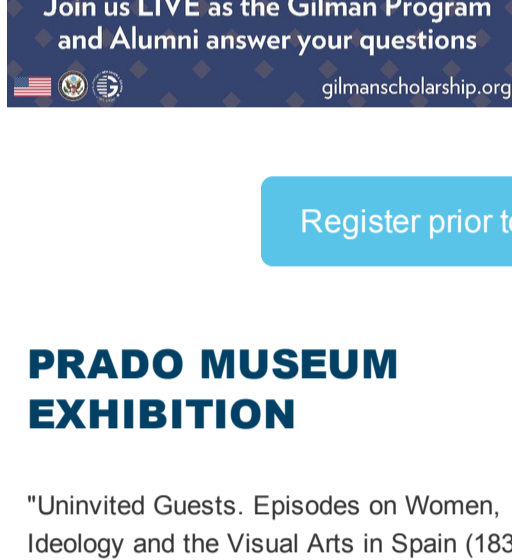 Join us LIVE as the Gilman Program
and Alumni answer your questions
gilmanscholarship.org
Register prior
PRADO MUSEUM
EXHIBITION
"Uninvited Guests. Episodes on Women,
Ideology and the Visual Arts in Spain (183